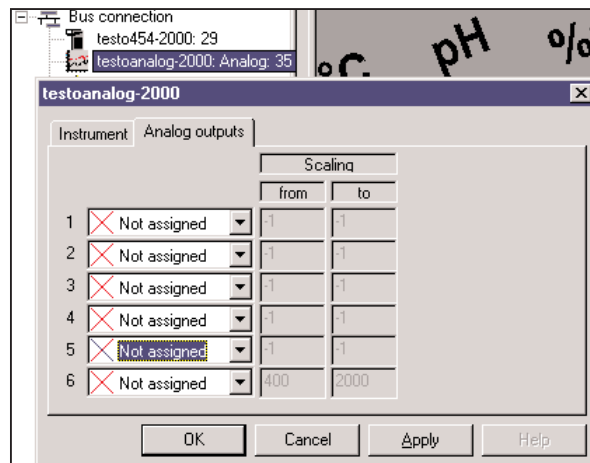 Bus connection
testo454-2000: 29
testoanalog-2000: Analog: 35
°C pH %
testoanalog-2000
Instrument Analog outputs
Scaling
from to
1 Not assigned -1 -1
2 Not assigned -1 -1
3 Not assigned -1 -1
4 Not assigned -1 -1
5 Not assigned -1 -1
6 Not assigned 400 2000
OK Cancel Apply Help